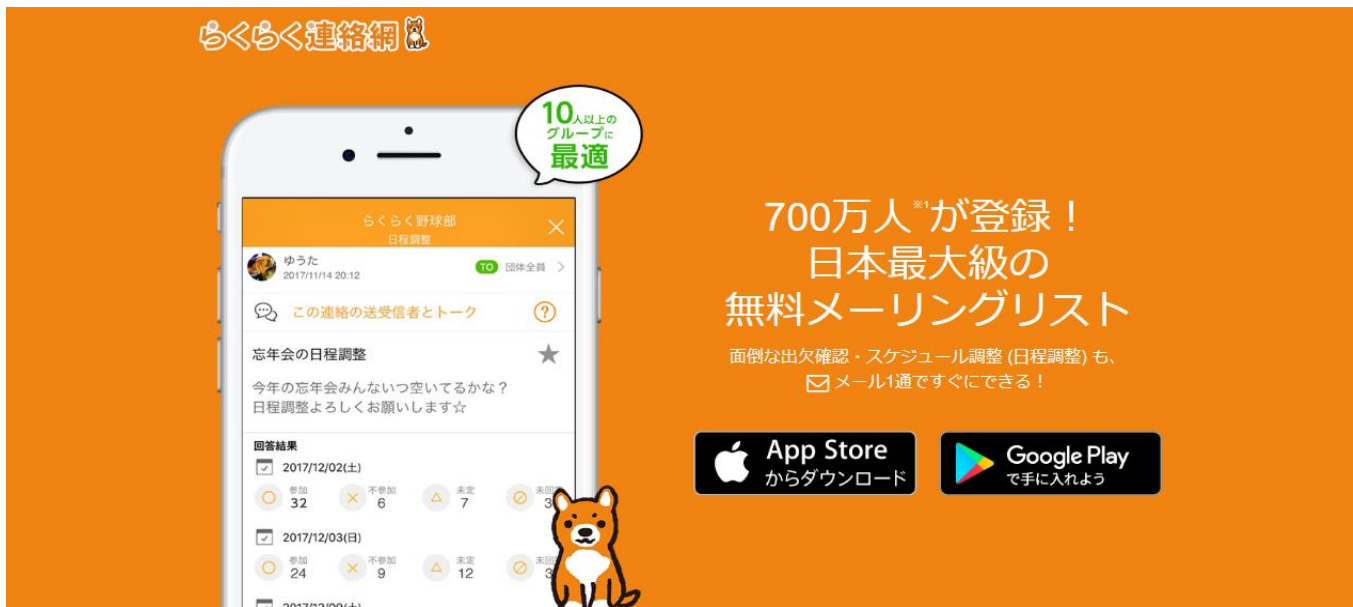 らくらく連絡網
10人以上の
グループに
最適
らくらく野球部
日程調整
ゆうた
2017/11/14 20:12
TO 団体全員
この連絡の送受信者とトーク
?
忘年会の日程調整
今年の忘年会みんないつ空いてるかな?
日程調整よろしくお願いします☆
回答結果
2017/12/02(土)
参加 32 不参加 6 未定 7 未回 3
2017/12/03(日)
参加 24 不参加 9 未定 12 未回 3
700万人※1が登録!
日本最大級の
無料メーリングリスト
面倒な出欠確認・スケジュール調整 (日程調整) も、
メール1通ですぐにできる!
App Store
からダウンロード
Google Play
で手に入れよう